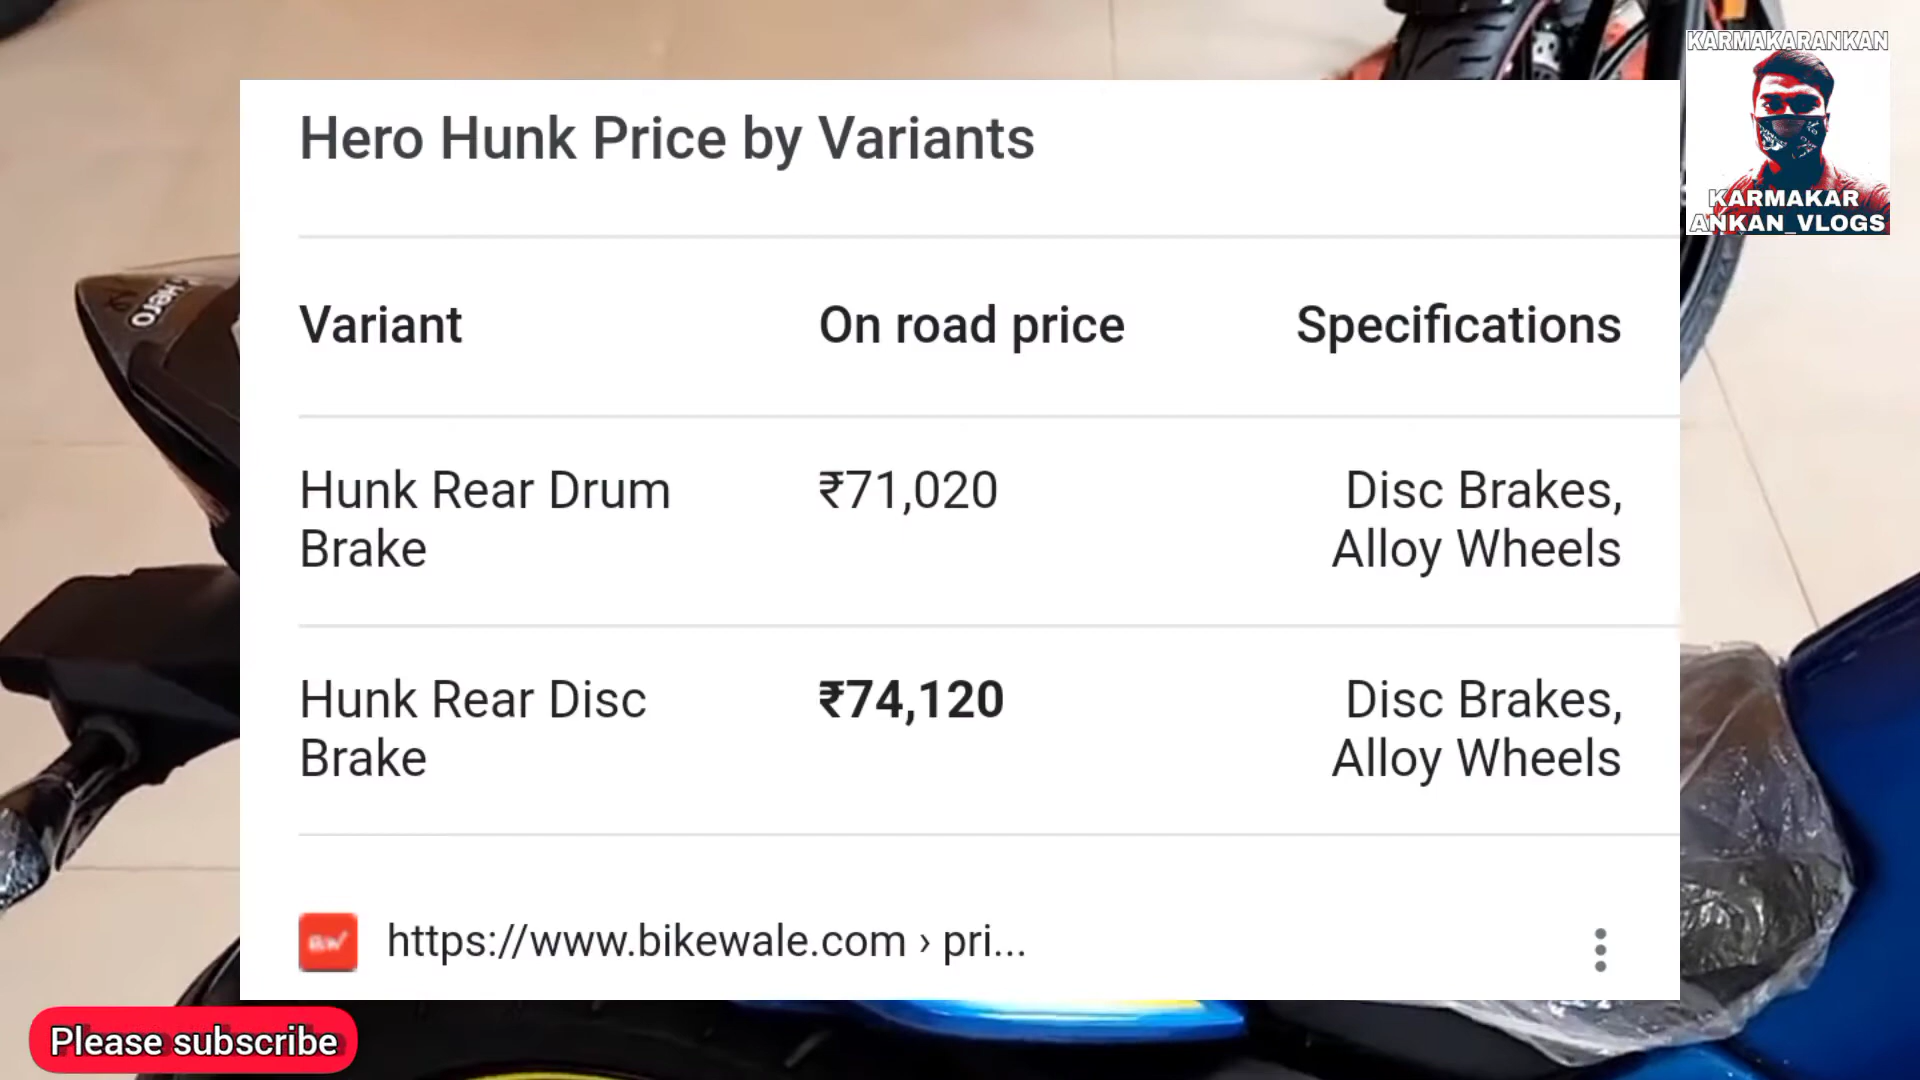 KARMAKARANKAN
Hero Hunk Price by Variants
KARMAKAR
ANKAN_VLOGS
Variant On road price Specifications
Hero
Hunk Rear Drum ₹71,020 Disc Brakes,
Brake Alloy Wheels
Hunk Rear Disc ₹74,120 Disc Brakes,
Brake Alloy Wheels
BW https://www.bikewale.com › pri...
Please subscribe